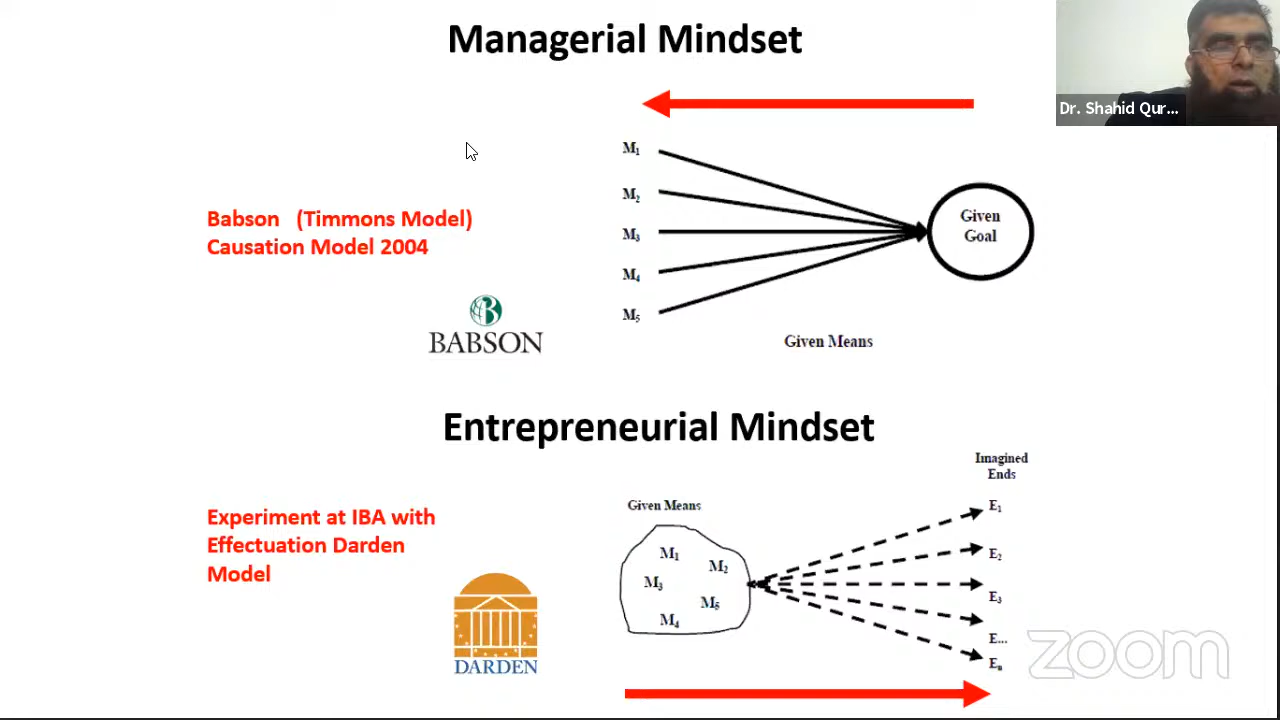 Managerial Mindset
Dr. Shahid Qur...
M1
M2
Babson (Timmons Model)
Causation Model 2004
M3
Given
Goal
M4
M5
BABSON
Given Means
Entrepreneurial Mindset
Imagined
Ends
Experiment at IBA with
Effectuation Darden
Model
Given Means
M1
M2
M3
M5
M4
E1
E2
E3
E...
En
DARDEN
zoom